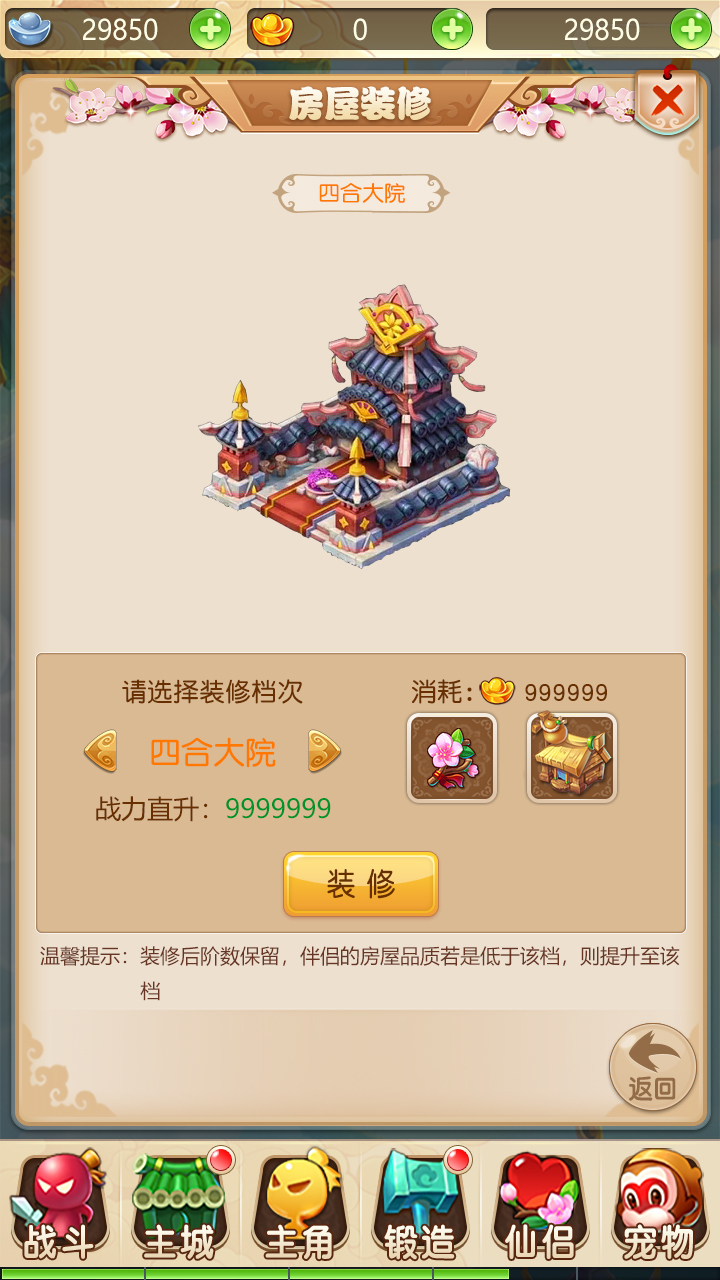 29850
0
29850
房屋装修
四合大院
请选择装修档次
消耗: 999999
四合大院
战力直升: 9999999
装修
温馨提示: 装修后阶数保留,伴侣的房屋品质若是低于该档,则提升至该
档
返回
战斗
主城
主角
锻造
仙侣
宠物